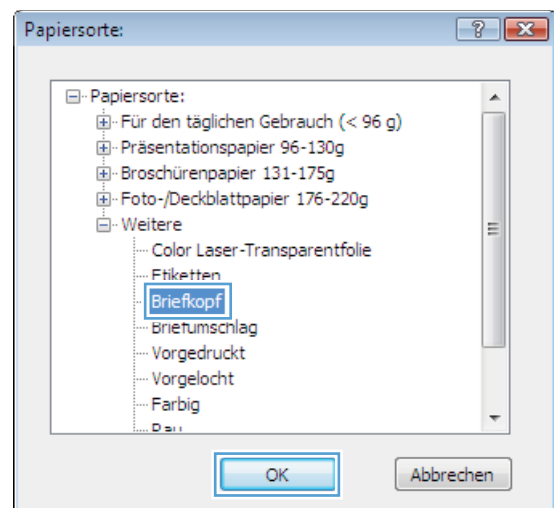 Papiersorte:
Papiersorte:
Für den täglichen Gebrauch (< 96 g)
Präsentationspapier 96-130g
Broschürenpapier 131-175g
Foto-/Deckblattpapier 176-220g
Weitere
Color Laser-Transparentfolie
Etiketten
Briefkopf
Briefumschlag
Vorgedruckt
Vorgelocht
Farbig
Rau
OK Abbrechen